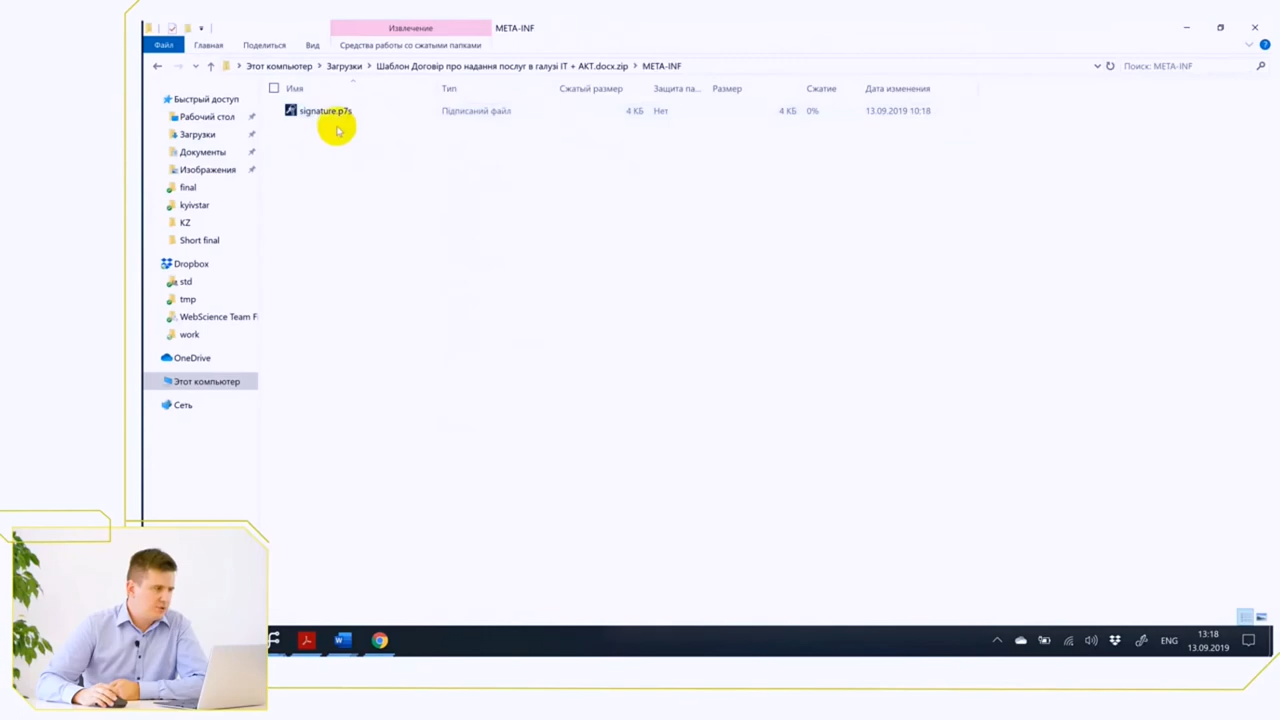 Извлечение
META-INF
Файл
Главная
Поделиться
Вид
Средства работы со сжатыми папками
Этот компьютер > Загрузки > Шаблон Договір про надання послуг в галузі IT + АКТ.docx.zip > META-INF
Поиск: META-INF
Имя
Тип
Сжатый размер
Защита па...
Размер
Сжатие
Дата изменения
signature.p7s
Підписаний файл
4 КБ
Нет
4 КБ
0%
13.09.2019 10:18
Быстрый доступ
Рабочий стол
Загрузки
Документы
Изображения
final
kyivstar
KZ
Short final
Dropbox
std
tmp
WebScience Team F
work
OneDrive
Этот компьютер
Сеть
ENG
13:18
13.09.2019